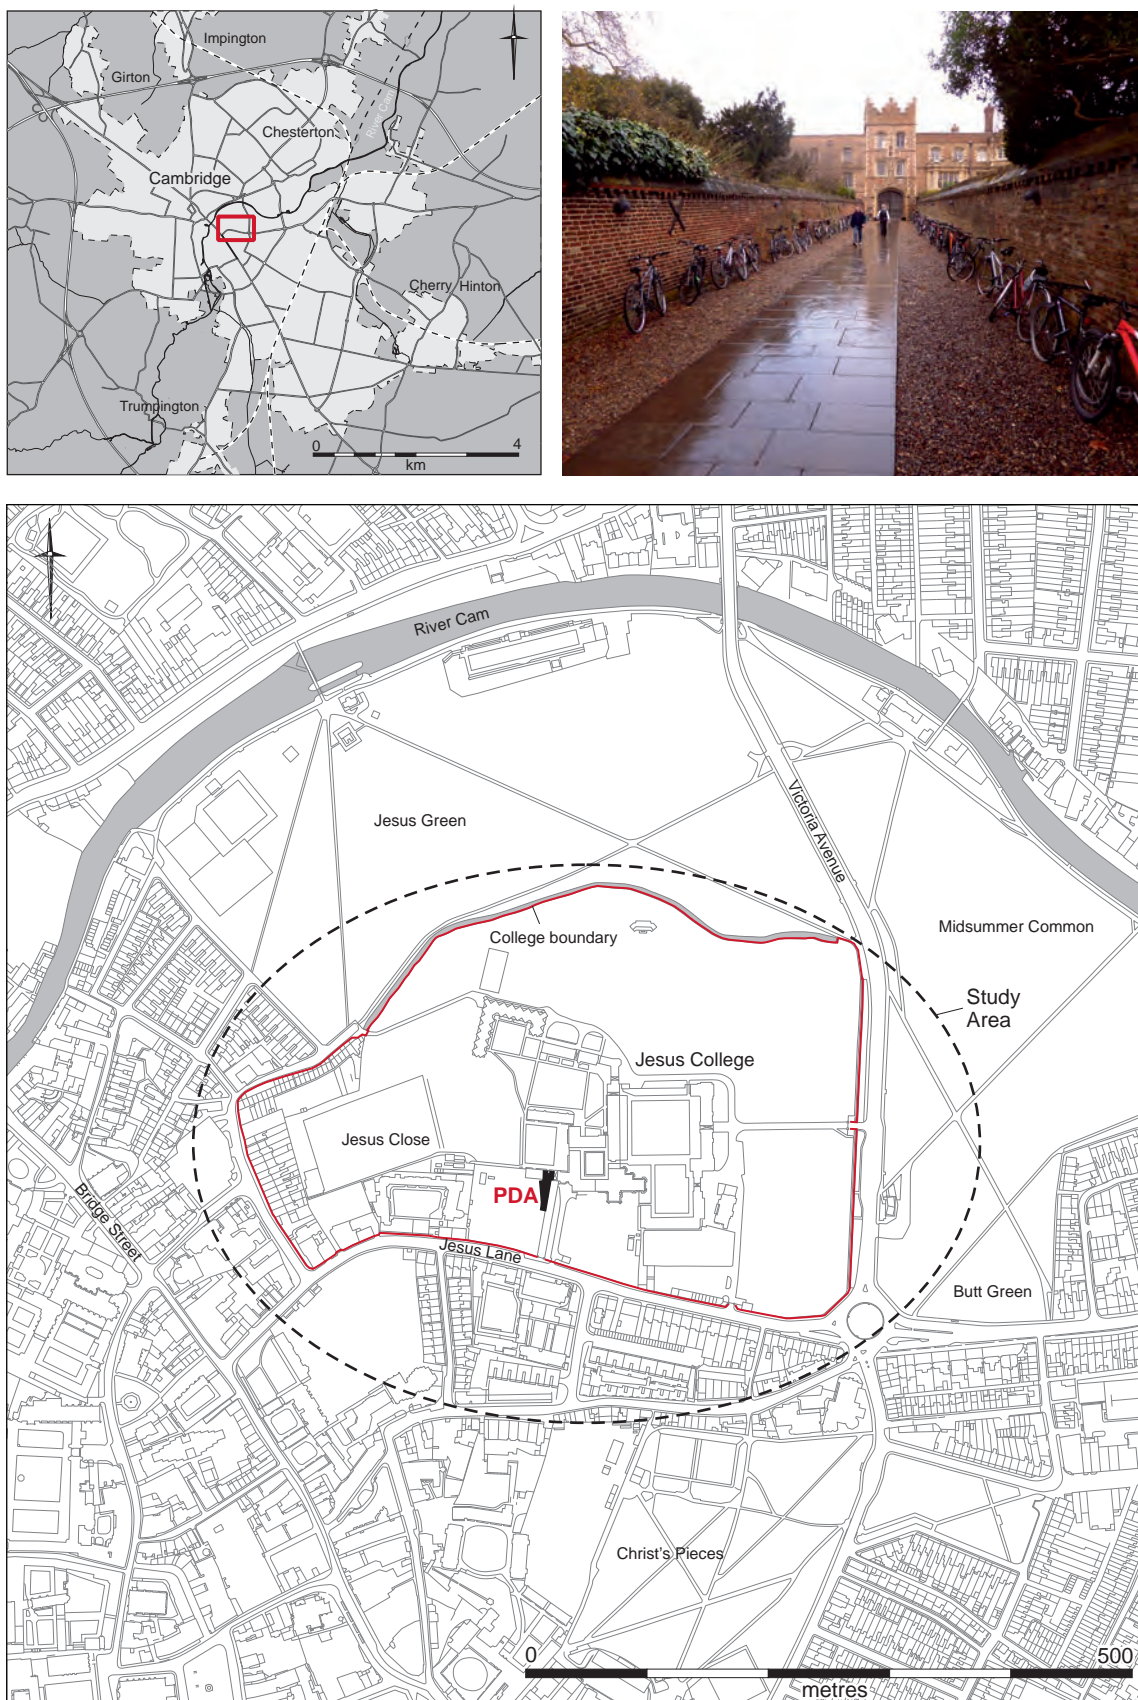 Impington
Girton
River Cam
Chesterton
Cambridge
Cherry Hinton
Trumpington
0
4
km
River Cam
Jesus Green
Victoria Avenue
Midsummer Common
College boundary
Study
Area
Jesus College
Jesus Close
PDA
Bridge Street
Jesus Lane
Butt Green
Christ's Pieces
0
500
metres